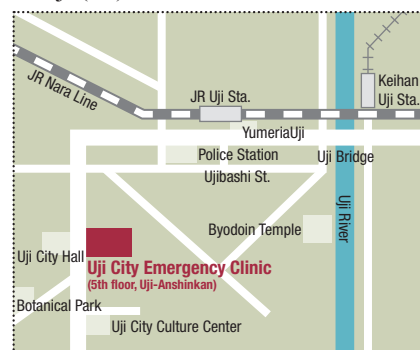 JR Nara Line
JR Uji Sta.
Keihan
Uji Sta.
YumeriaUji
Police Station
Uji Bridge
Ujibashi St.
Uji River
Byodoin Temple
Uji City Hall
Uji City Emergency Clinic
(5th floor, Uji-Anshinkan)
Botanical Park
Uji City Culture Center